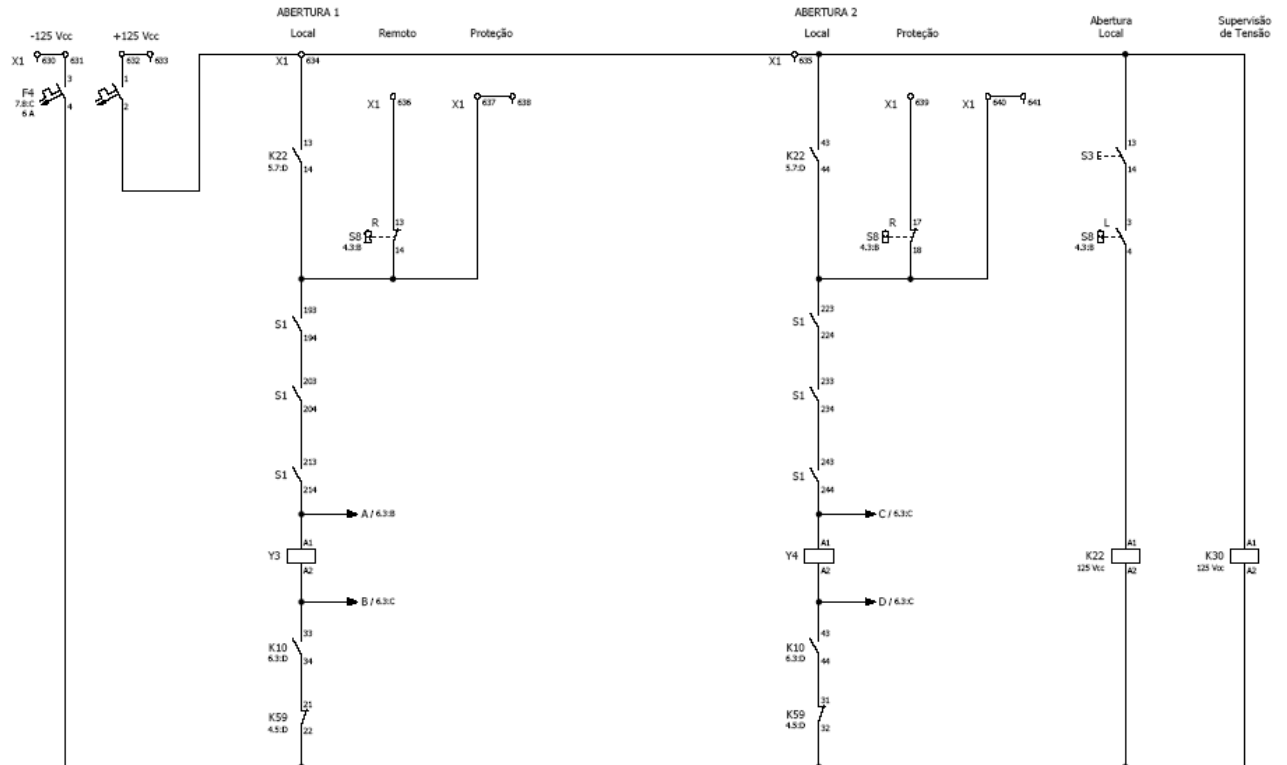 ABERTURA 1
ABERTURA 2
-125 Vcc
+125 Vcc
Local
Remoto
Proteção
Local
Proteção
Abertura
Local
Supervisão
de Tensão
X1
630
631
632
633
X1
634
X1
635
F4
7.8:C
6 A
3
4
1
2
X1
636
X1
637
638
X1
639
X1
640
641
K22
5.7:D
13
14
K22
5.7:D
43
44
S3 E
13
14
R
S8
4.3:B
13
14
R
S8
4.3:B
17
18
L
S8
4.3:B
3
4
S1
193
194
S1
223
224
S1
203
204
S1
233
234
S1
213
214
S1
243
244
A / 6.3:B
C / 6.3:C
Y3
A1
A2
Y4
A1
A2
K22
125 Vcc
A1
A2
K30
125 Vcc
A1
A2
B / 6.3:C
D / 6.3:C
K10
6.3:D
33
34
K10
6.3:D
43
44
K59
4.5:D
21
22
K59
4.5:D
31
32